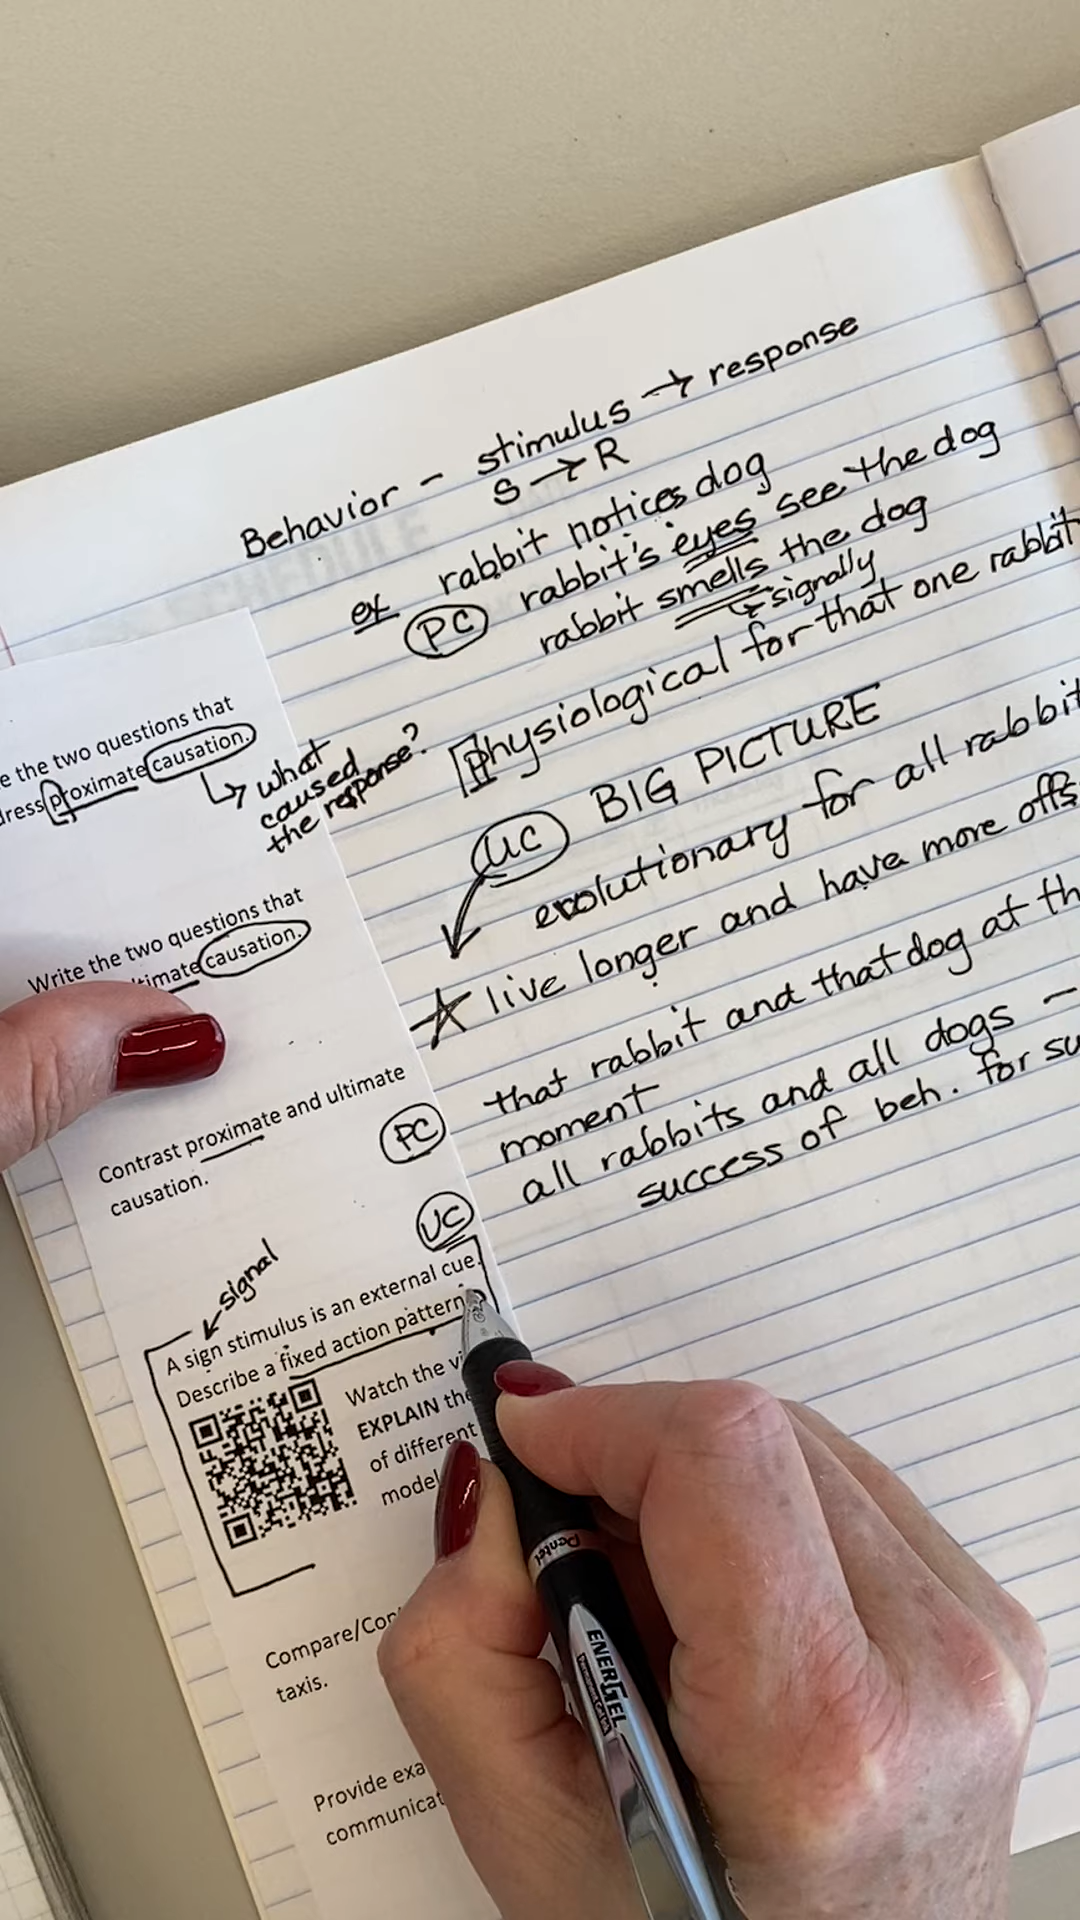 Behavior - stimulus → response
S → R
ex rabbit notices dog
PC rabbit's eyes see the dog
rabbit smells the dog
↳ signally
Physiological for that one rabbit
UC BIG PICTURE
evolutionary for all rabbit
☆ live longer and have more offs
that rabbit and that dog at th
moment
all rabbits and all dogs -
success of beh. for su
e the two questions that
dress proximate causation.
↳ what
caused
the response?
Write the two questions that
timate causation.
Contrast proximate and ultimate
causation.
PC
UC
signal
A sign stimulus is an external cue.
Describe a fixed action pattern
Watch the vi
EXPLAIN the
of different
model
Compare/Con
taxis.
Provide exa
communicat
Pentel
ENERGEL